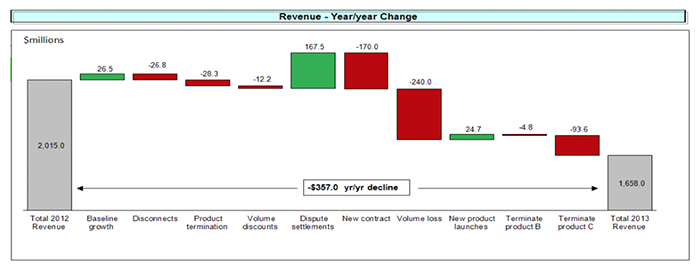 Revenue - Year/year Change
$millions
26.5
-26.8
-28.3
-12.2
167.5
-170.0
-240.0
24.7
-4.8
-93.6
2,015.0
1,658.0
-$357.0 yr/yr decline
Total 2012
Revenue
Baseline
growth
Disconnects
Product
termination
Volume
discounts
Dispute
settlements
New contract
Volume loss
New product
launches
Terminate
product B
Terminate
product C
Total 2013
Revenue